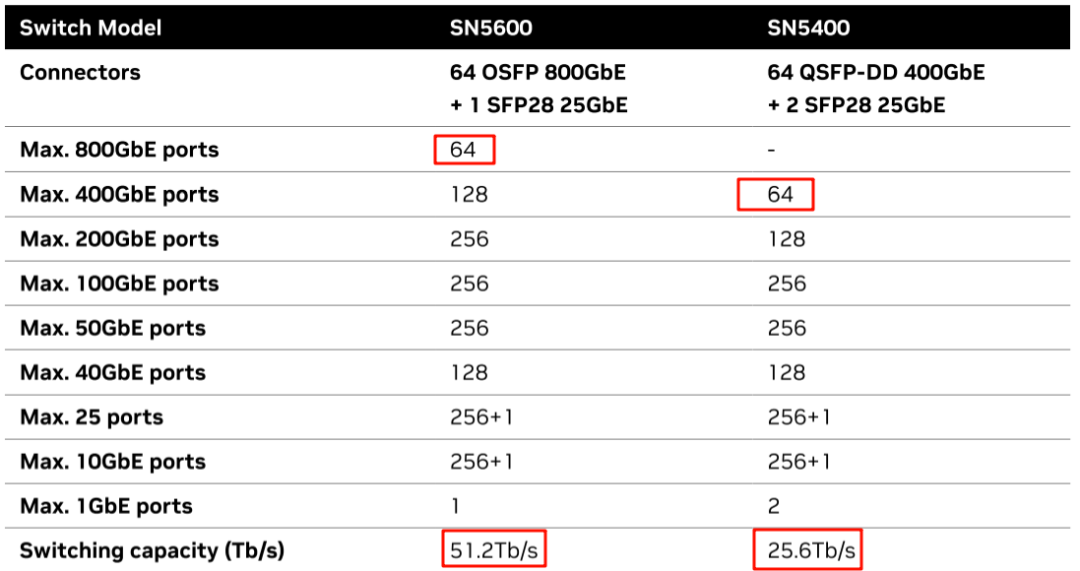 Switch Model SN5600 SN5400
Connectors 64 OSFP 800GbE 64 QSFP-DD 400GbE
+ 1 SFP28 25GbE + 2 SFP28 25GbE
Max. 800GbE ports 64 -
Max. 400GbE ports 128 64
Max. 200GbE ports 256 128
Max. 100GbE ports 256 256
Max. 50GbE ports 256 256
Max. 40GbE ports 128 128
Max. 25 ports 256+1 256+1
Max. 10GbE ports 256+1 256+1
Max. 1GbE ports 1 2
Switching capacity (Tb/s) 51.2Tb/s 25.6Tb/s